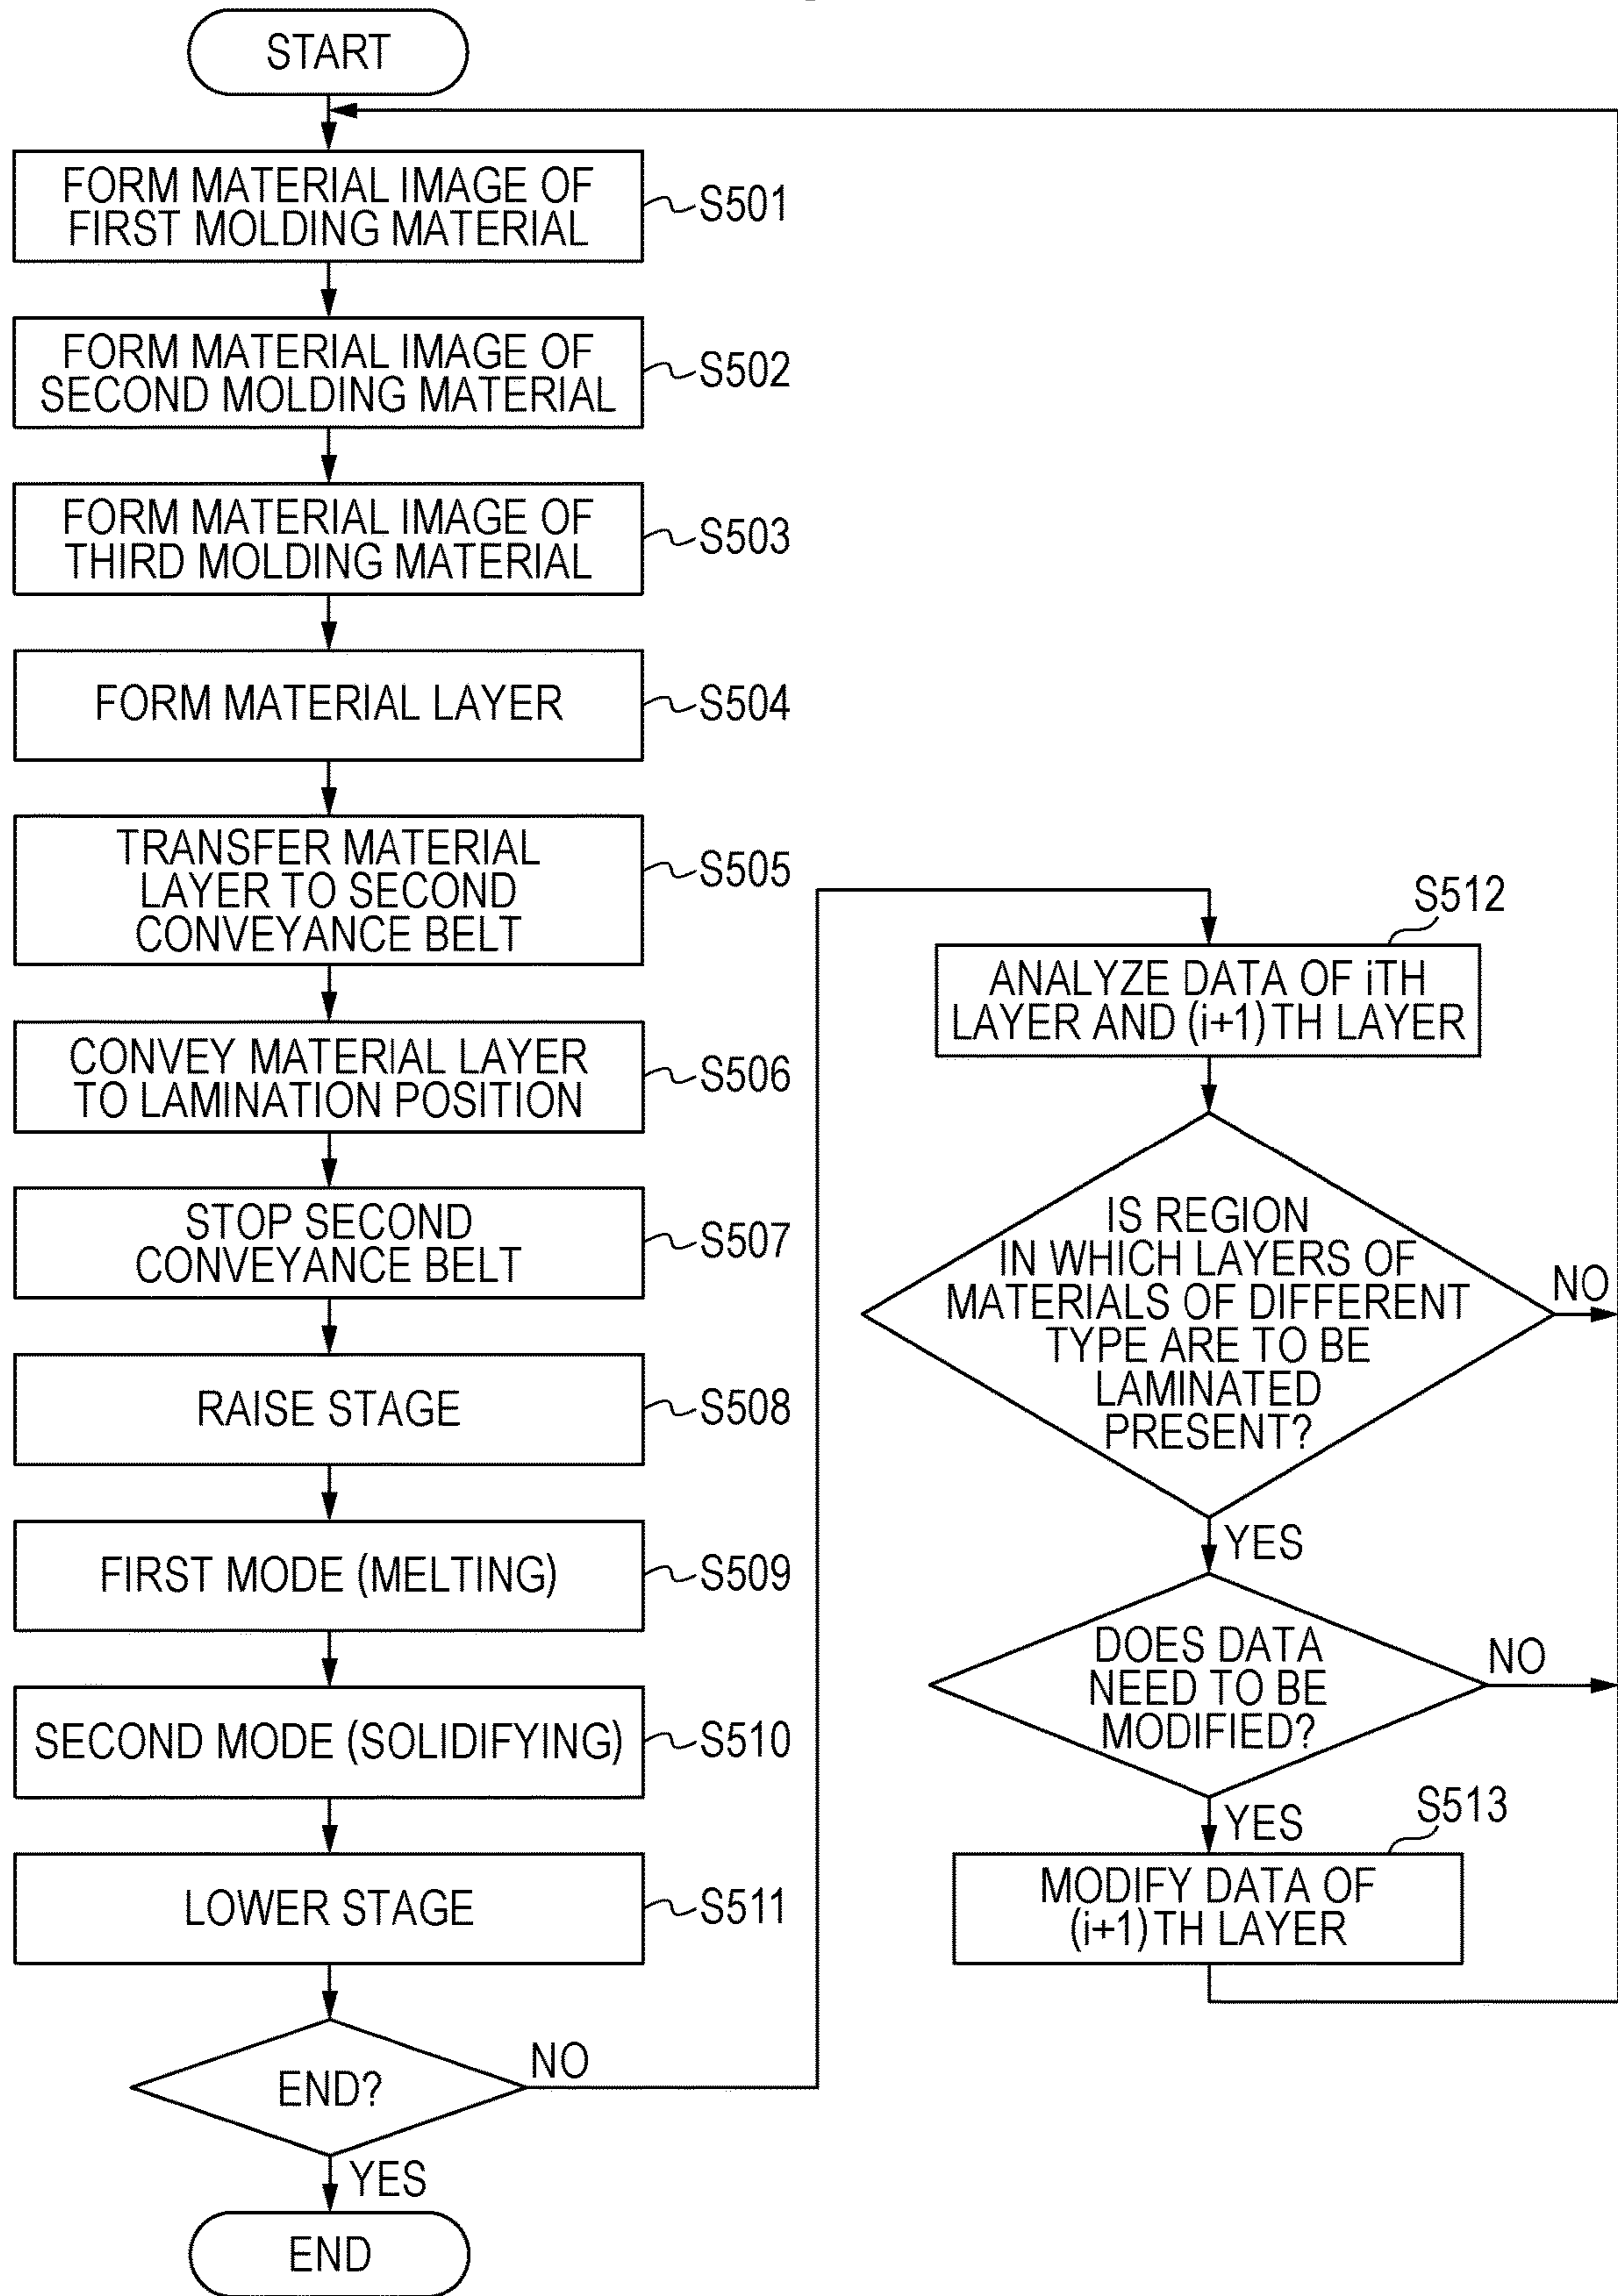 START
FORM MATERIAL IMAGE OF
FIRST MOLDING MATERIAL
S501
FORM MATERIAL IMAGE OF
SECOND MOLDING MATERIAL
S502
FORM MATERIAL IMAGE OF
THIRD MOLDING MATERIAL
S503
FORM MATERIAL LAYER
S504
TRANSFER MATERIAL
LAYER TO SECOND
CONVEYANCE BELT
S505
CONVEY MATERIAL LAYER
TO LAMINATION POSITION
S506
STOP SECOND
CONVEYANCE BELT
S507
RAISE STAGE
S508
FIRST MODE (MELTING)
S509
SECOND MODE (SOLIDIFYING)
S510
LOWER STAGE
S511
END?
NO
YES
END
S512
ANALYZE DATA OF iTH
LAYER AND (i+1)TH LAYER
IS REGION
IN WHICH LAYERS OF
MATERIALS OF DIFFERENT
TYPE ARE TO BE
LAMINATED
PRESENT?
NO
YES
DOES DATA
NEED TO BE
MODIFIED?
NO
YES
S513
MODIFY DATA OF
(i+1)TH LAYER